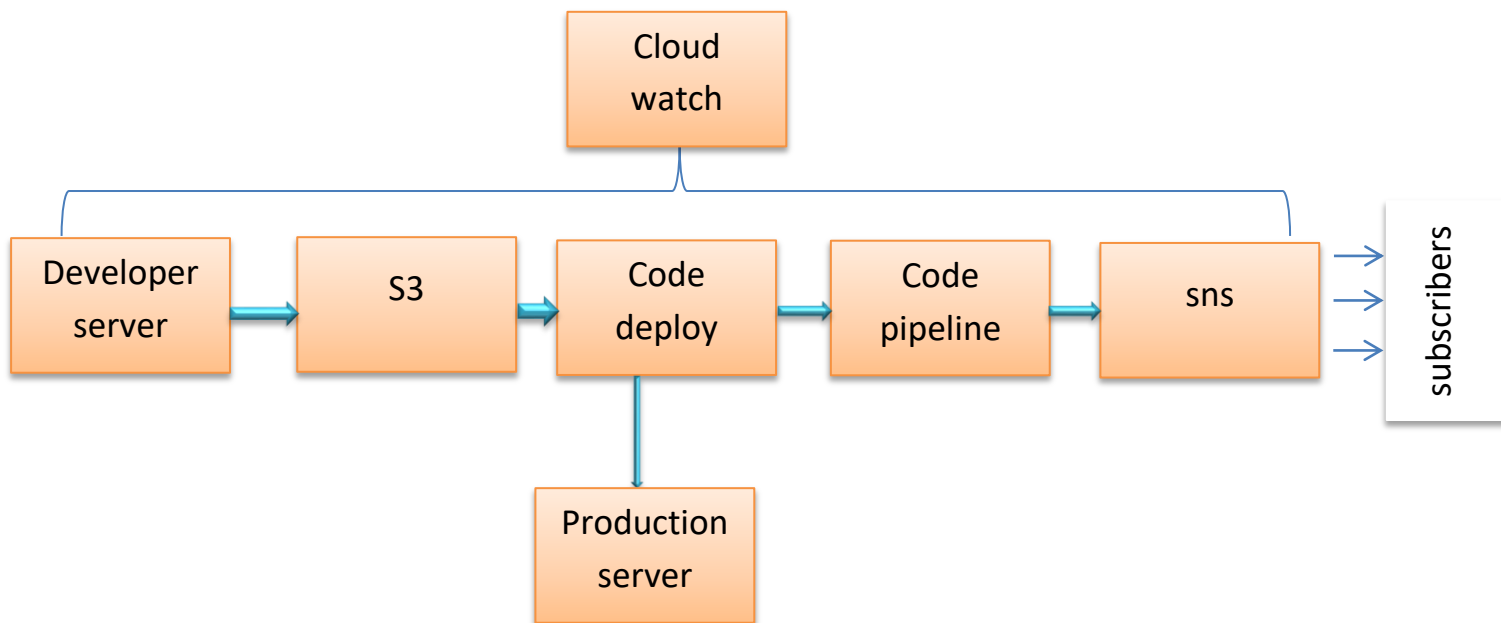 Cloud
watch
Developer
server
S3
Code
deploy
Code
pipeline
sns
subscribers
Production
server